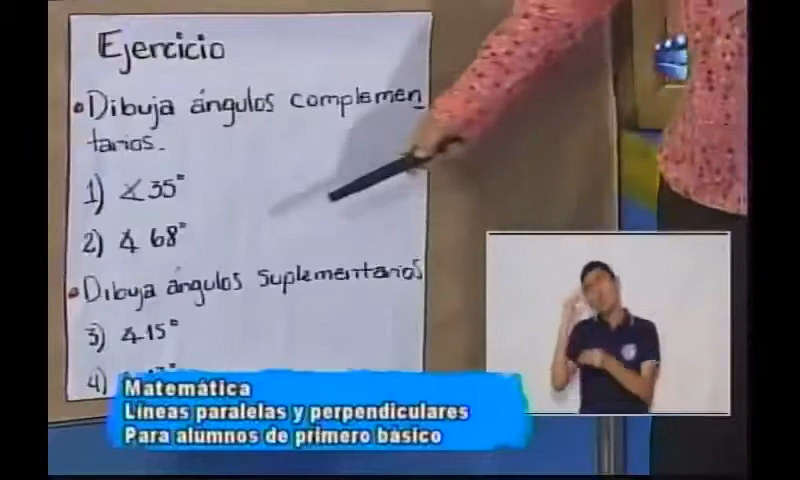 Ejercicio
• Dibuja ángulos complemen
tarios.
1) ∡ 35°
2) ∡ 68°
• Dibuja ángulos suplementarios
3) ∡ 15°
4)
Matemática
Líneas paralelas y perpendiculares
Para alumnos de primero básico